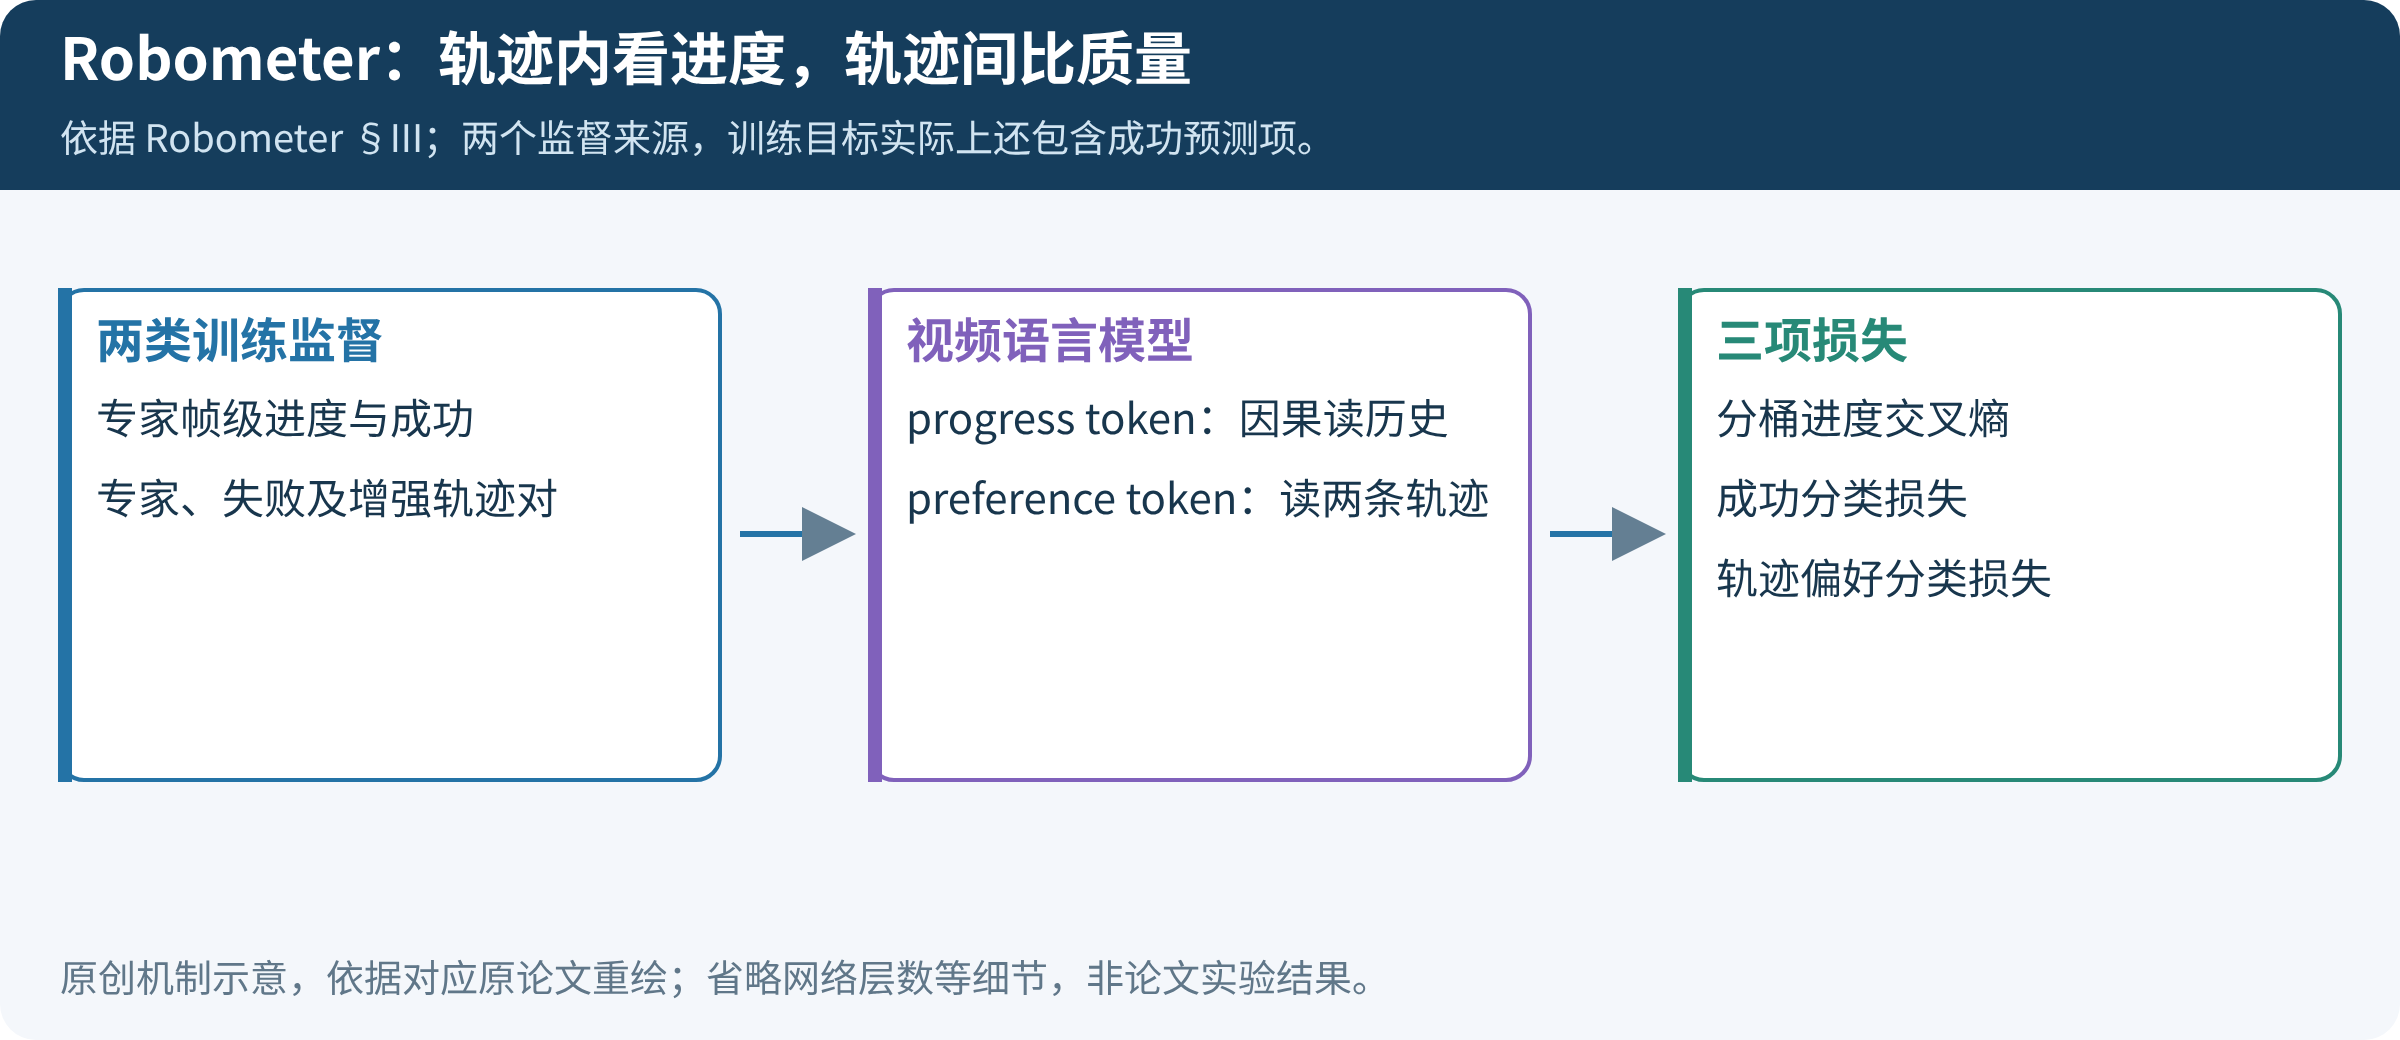 Robometer：轨迹内看进度，轨迹间比质量
依据 Robometer §III；两个监督来源，训练目标实际上还包含成功预测项。
两类训练监督
专家帧级进度与成功
专家、失败及增强轨迹对
视频语言模型
progress token：因果读历史
preference token：读两条轨迹
三项损失
分桶进度交叉熵
成功分类损失
轨迹偏好分类损失
原创机制示意，依据对应原论文重绘；省略网络层数等细节，非论文实验结果。